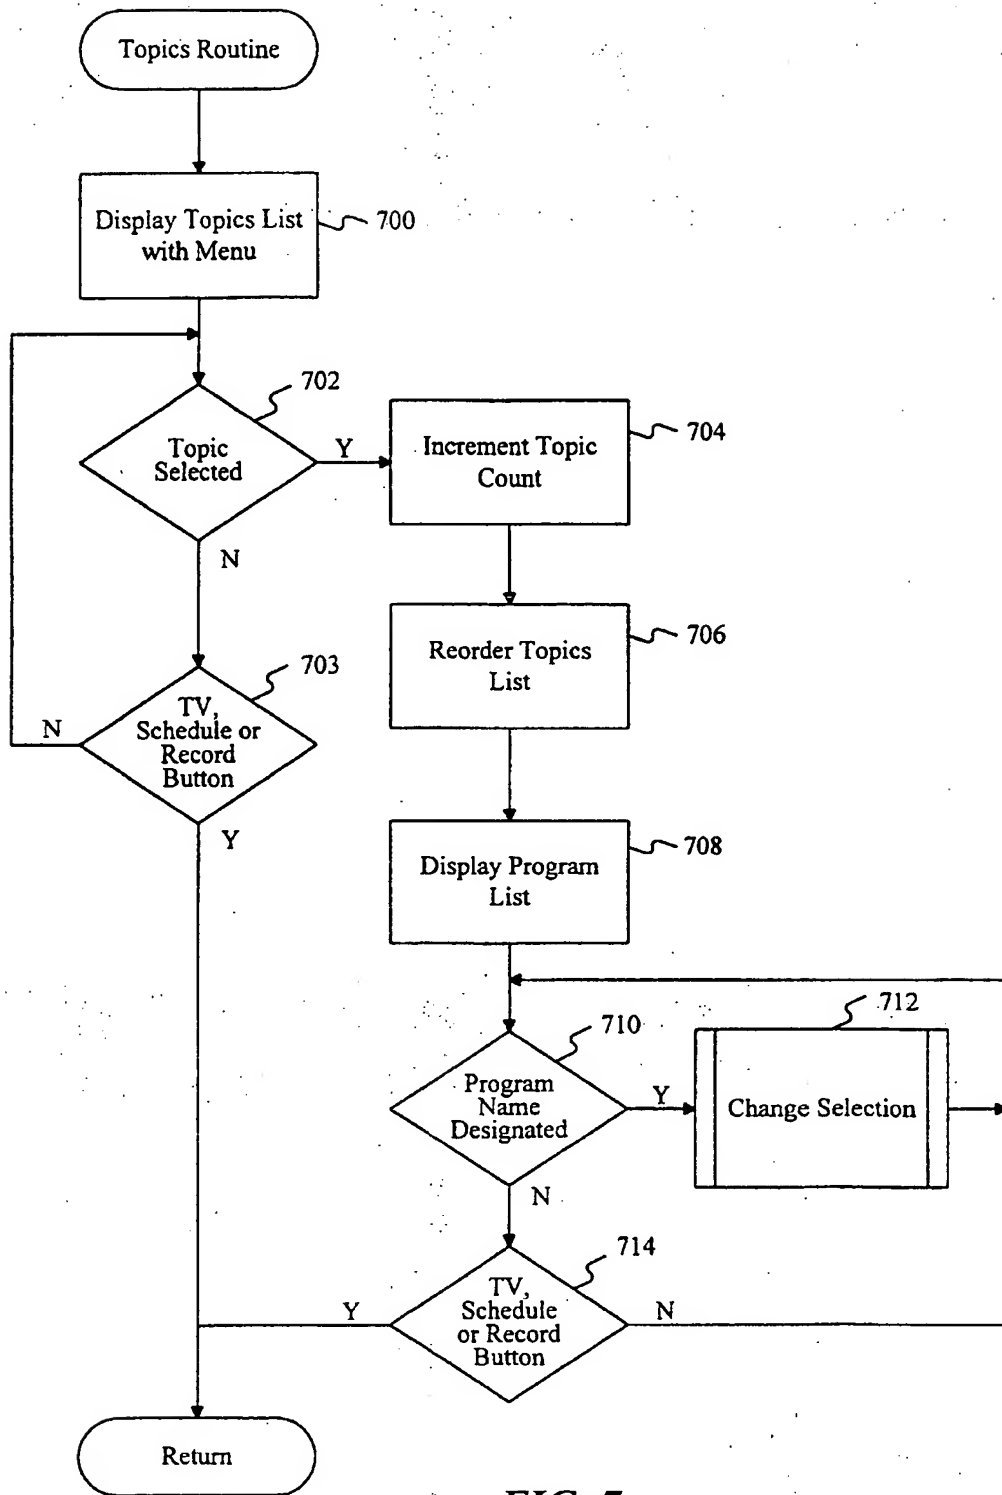 Topics Routine
Display Topics List
with Menu
700
702
Topic
Selected
Y
N
Increment Topic
Count
704
Reorder Topics
List
706
703
TV,
Schedule or
Record
Button
N
Y
Display Program
List
708
710
Program
Name
Designated
Y
N
712
Change Selection
714
TV,
Schedule
or Record
Button
Y
N
Return